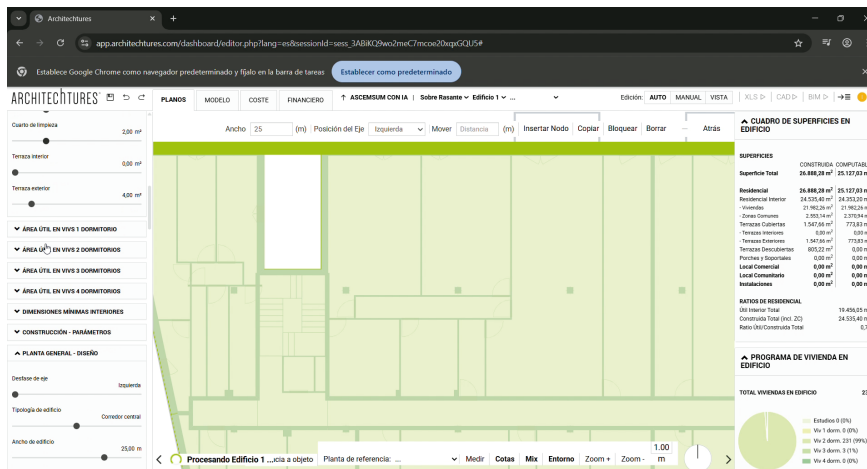 Architechtures
app.architechtures.com/dashboard/editor.php?lang=es&sessionId=sess_3ABiKQ9wo2meC7mcoe20xqxGQU5#
Establece Google Chrome como navegador predeterminado y fíjalo en la barra de tareas
Establecer como predeterminado
ARCHITECHTURES
PLANOS MODELO COSTE FINANCIERO ASCEMSUM CON IA | Sobre Rasante Edificio 1 ...
Edición: AUTO MANUAL VISTA XLS CAD BIM
Ancho 25 (m) Posición del Eje Izquierda Mover Distancia (m) Insertar Nodo Copiar Bloquear Borrar Atrás
Cuarto de limpieza
2,00 m²
Terraza interior
0,00 m²
Terraza exterior
4,00 m²
ÁREA ÚTIL EN VIVS 1 DORMITORIO
ÁREA ÚTIL EN VIVS 2 DORMITORIOS
ÁREA ÚTIL EN VIVS 3 DORMITORIOS
ÁREA ÚTIL EN VIVS 4 DORMITORIOS
DIMENSIONES MÍNIMAS INTERIORES
CONSTRUCCIÓN - PARÁMETROS
PLANTA GENERAL - DISEÑO
Desfase de eje
Izquierda
Tipología de edificio
Corredor central
Ancho de edificio
25,00 m
Procesando Edificio 1 ...
cia a objeto
Planta de referencia: ... Medir Cotas Mix Entorno Zoom + Zoom - 1.00 m
CUADRO DE SUPERFICIES EN EDIFICIO
SUPERFICIES
CONSTRUIDA COMPUTABL
Superficie Total 26.888,28 m² 25.127,03 m
Residencial 26.888,28 m² 25.127,03 m
Residencial Interior 24.535,40 m² 24.353,20 m
- Viviendas 21.982,26 m² 21.982,26 m
- Zonas Comunes 2.553,14 m² 2.370,94 m
Terrazas Cubiertas 1.547,66 m² 773,83 m
- Terrazas Interiores 0,00 m² 0,00 m
- Terrazas Exteriores 1.547,66 m² 773,83 m
Terrazas Descubiertas 805,22 m² 0,00 m
Porches y Soportales 0,00 m² 0,00 m
Local Comercial 0,00 m² 0,00 m
Local Comunitario 0,00 m² 0,00 m
Instalaciones 0,00 m² 0,00 m
RATIOS DE RESIDENCIAL
Útil Interior Total 19.456,05 m
Construida Total (incl. ZC) 24.535,40 m
Ratio Útil/Construida Total 0,7
PROGRAMA DE VIVIENDA EN EDIFICIO
TOTAL VIVIENDAS EN EDIFICIO 23
Estudios 0 (0%)
Viv 1 dorm. 0 (0%)
Viv 2 dorm. 231 (99%)
Viv 3 dorm. 3 (1%)
Viv 4 dorm. 0 (0%)